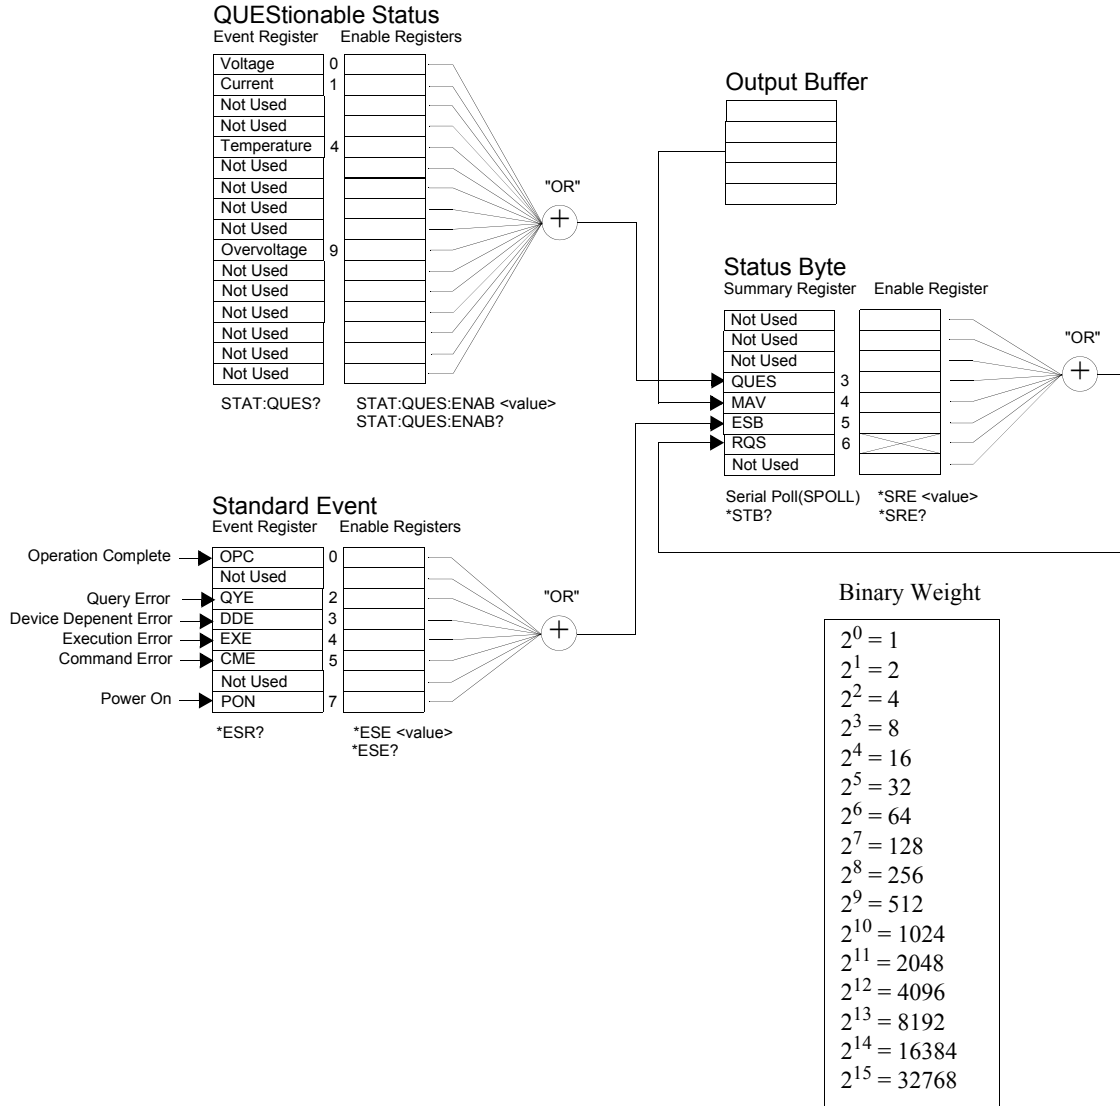 QUEStionable Status
Event Register Enable Registers
Voltage 0
Current 1
Not Used
Not Used
Temperature 4
Not Used
Not Used
Not Used
Not Used
Overvoltage 9
Not Used
Not Used
Not Used
Not Used
Not Used
Not Used
STAT:QUES? STAT:QUES:ENAB <value>
STAT:QUES:ENAB?
"OR"
+
Output Buffer
Status Byte
Summary Register Enable Register
Not Used
Not Used
Not Used
QUES 3
MAV 4
ESB 5
RQS 6
Not Used
Serial Poll(SPOLL) *SRE <value>
*STB? *SRE?
"OR"
+
Standard Event
Event Register Enable Registers
Operation Complete OPC 0
Not Used
Query Error QYE 2
Device Depenent Error DDE 3
Execution Error EXE 4
Command Error CME 5
Not Used
Power On PON 7
*ESR? *ESE <value>
*ESE?
"OR"
+
Binary Weight
2^0 = 1
2^1 = 2
2^2 = 4
2^3 = 8
2^4 = 16
2^5 = 32
2^6 = 64
2^7 = 128
2^8 = 256
2^9 = 512
2^10 = 1024
2^11 = 2048
2^12 = 4096
2^13 = 8192
2^14 = 16384
2^15 = 32768